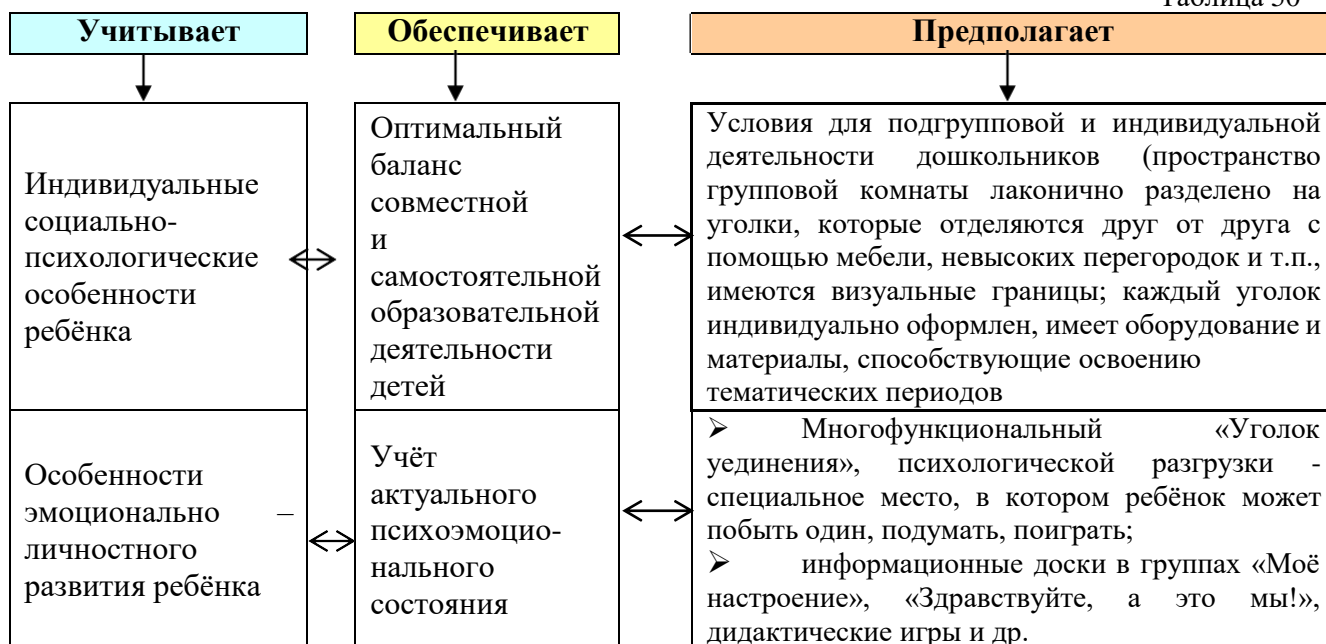 Таблица 50
Учитывает
Обеспечивает
Предполагает
Индивидуальные
социально-
психологические
особенности
ребёнка
Оптимальный
баланс
совместной
и
самостоятельной
образовательной
деятельности
детей
Условия для подгрупповой и индивидуальной
деятельности дошкольников (пространство
групповой комнаты лаконично разделено на
уголки, которые отделяются друг от друга с
помощью мебели, невысоких перегородок и т.п.,
имеются визуальные границы; каждый уголок
индивидуально оформлен, имеет оборудование и
материалы, способствующие освоению
тематических периодов
Особенности
эмоционально –
личностного
развития ребёнка
Учёт
актуального
психоэмоцио-
нального
состояния
➢ Многофункциональный «Уголок
уединения», психологической разгрузки -
специальное место, в котором ребёнок может
побыть один, подумать, поиграть;
➢ информационные доски в группах «Моё
настроение», «Здравствуйте, а это мы!»,
дидактические игры и др.